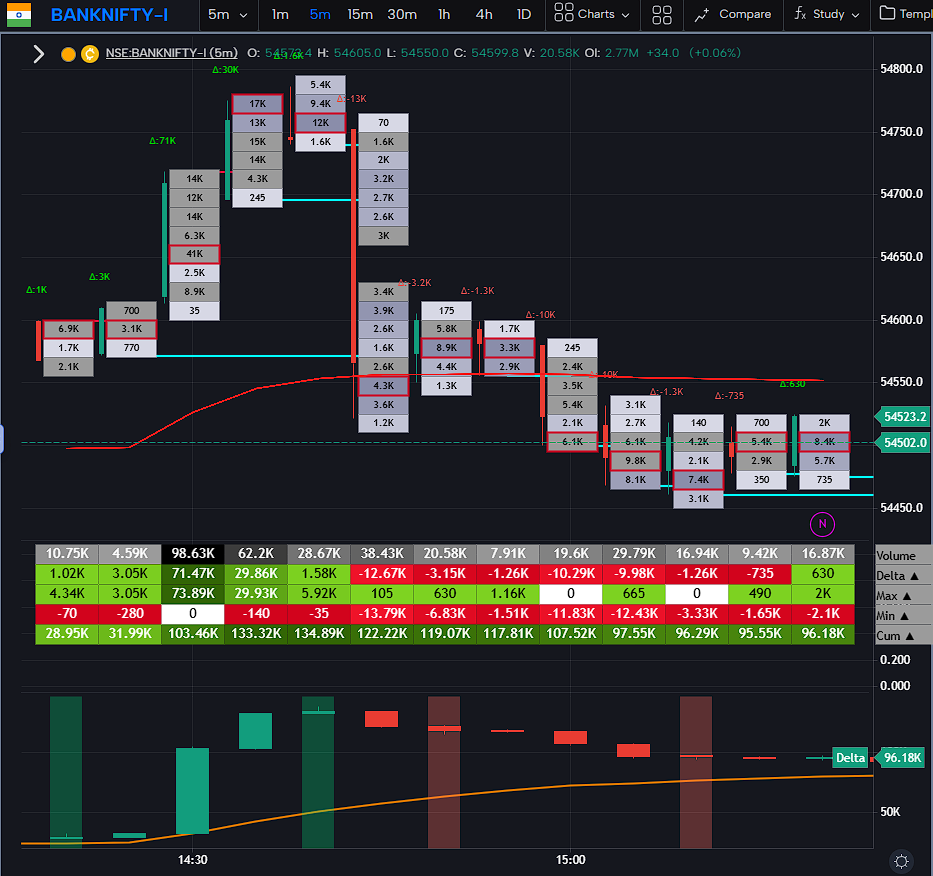 BANKNIFTY-I 5m 1m 5m 15m 30m 1h 4h 1D Charts Compare Study
NSE:BANKNIFTY-I (5m) O: H: 54605.0 L: 54550.0 C: 54599.8 V: 20.58K OI: 2.77M +34.0 (+0.06%)
Δ:1K
6.9K
1.7K
2.1K
Δ:3K
700
3.1K
770
Δ:71K
14K
12K
14K
6.3K
41K
2.5K
8.9K
35
Δ:30K
17K
13K
15K
14K
4.3K
245
5.4K
9.4K
12K
1.6K
Δ:-13K
70
1.6K
2K
3.2K
2.7K
2.6K
3K
3.4K
3.9K
2.6K
1.6K
2.6K
4.3K
3.6K
1.2K
175
5.8K
8.9K
4.4K
1.3K
Δ:-1.3K
1.7K
3.3K
2.9K
Δ:-10K
245
2.4K
3.5K
5.4K
2.1K
6.1K
3.1K
2.7K
6.1K
9.8K
8.1K
Δ:-1.3K
140
4.2K
2.1K
7.4K
3.1K
Δ:-735
700
5.4K
2.9K
350
Δ:630
2K
8.4K
5.7K
735
54800.0
54750.0
54700.0
54650.0
54600.0
54550.0
54523.2
54502.0
54450.0
N
10.75K 4.59K 98.63K 62.2K 28.67K 38.43K 20.58K 7.91K 19.6K 29.79K 16.94K 9.42K 16.87K Volume
1.02K 3.05K 71.47K 29.86K 1.58K -12.67K -3.15K -1.26K -10.29K -9.98K -1.26K -735 630 Delta ▲
4.34K 3.05K 73.89K 29.93K 5.92K 105 630 1.16K 0 665 0 490 2K Max ▲
-70 -280 0 -140 -35 -13.79K -6.83K -1.51K -11.83K -12.43K -3.33K -1.65K -2.1K Min ▲
28.95K 31.99K 103.46K 133.32K 134.89K 122.22K 119.07K 117.81K 107.52K 97.55K 96.29K 95.55K 96.18K Cum ▲
0.200
0.000
Delta 96.18K
50K
14:30 15:00